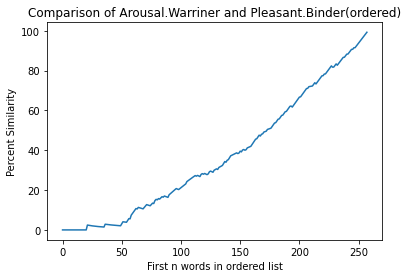 Comparison of Arousal.Warriner and Pleasant.Binder(ordered)
100
80
60
40
20
0
Percent Similarity
0 50 100 150 200 250
First n words in ordered list